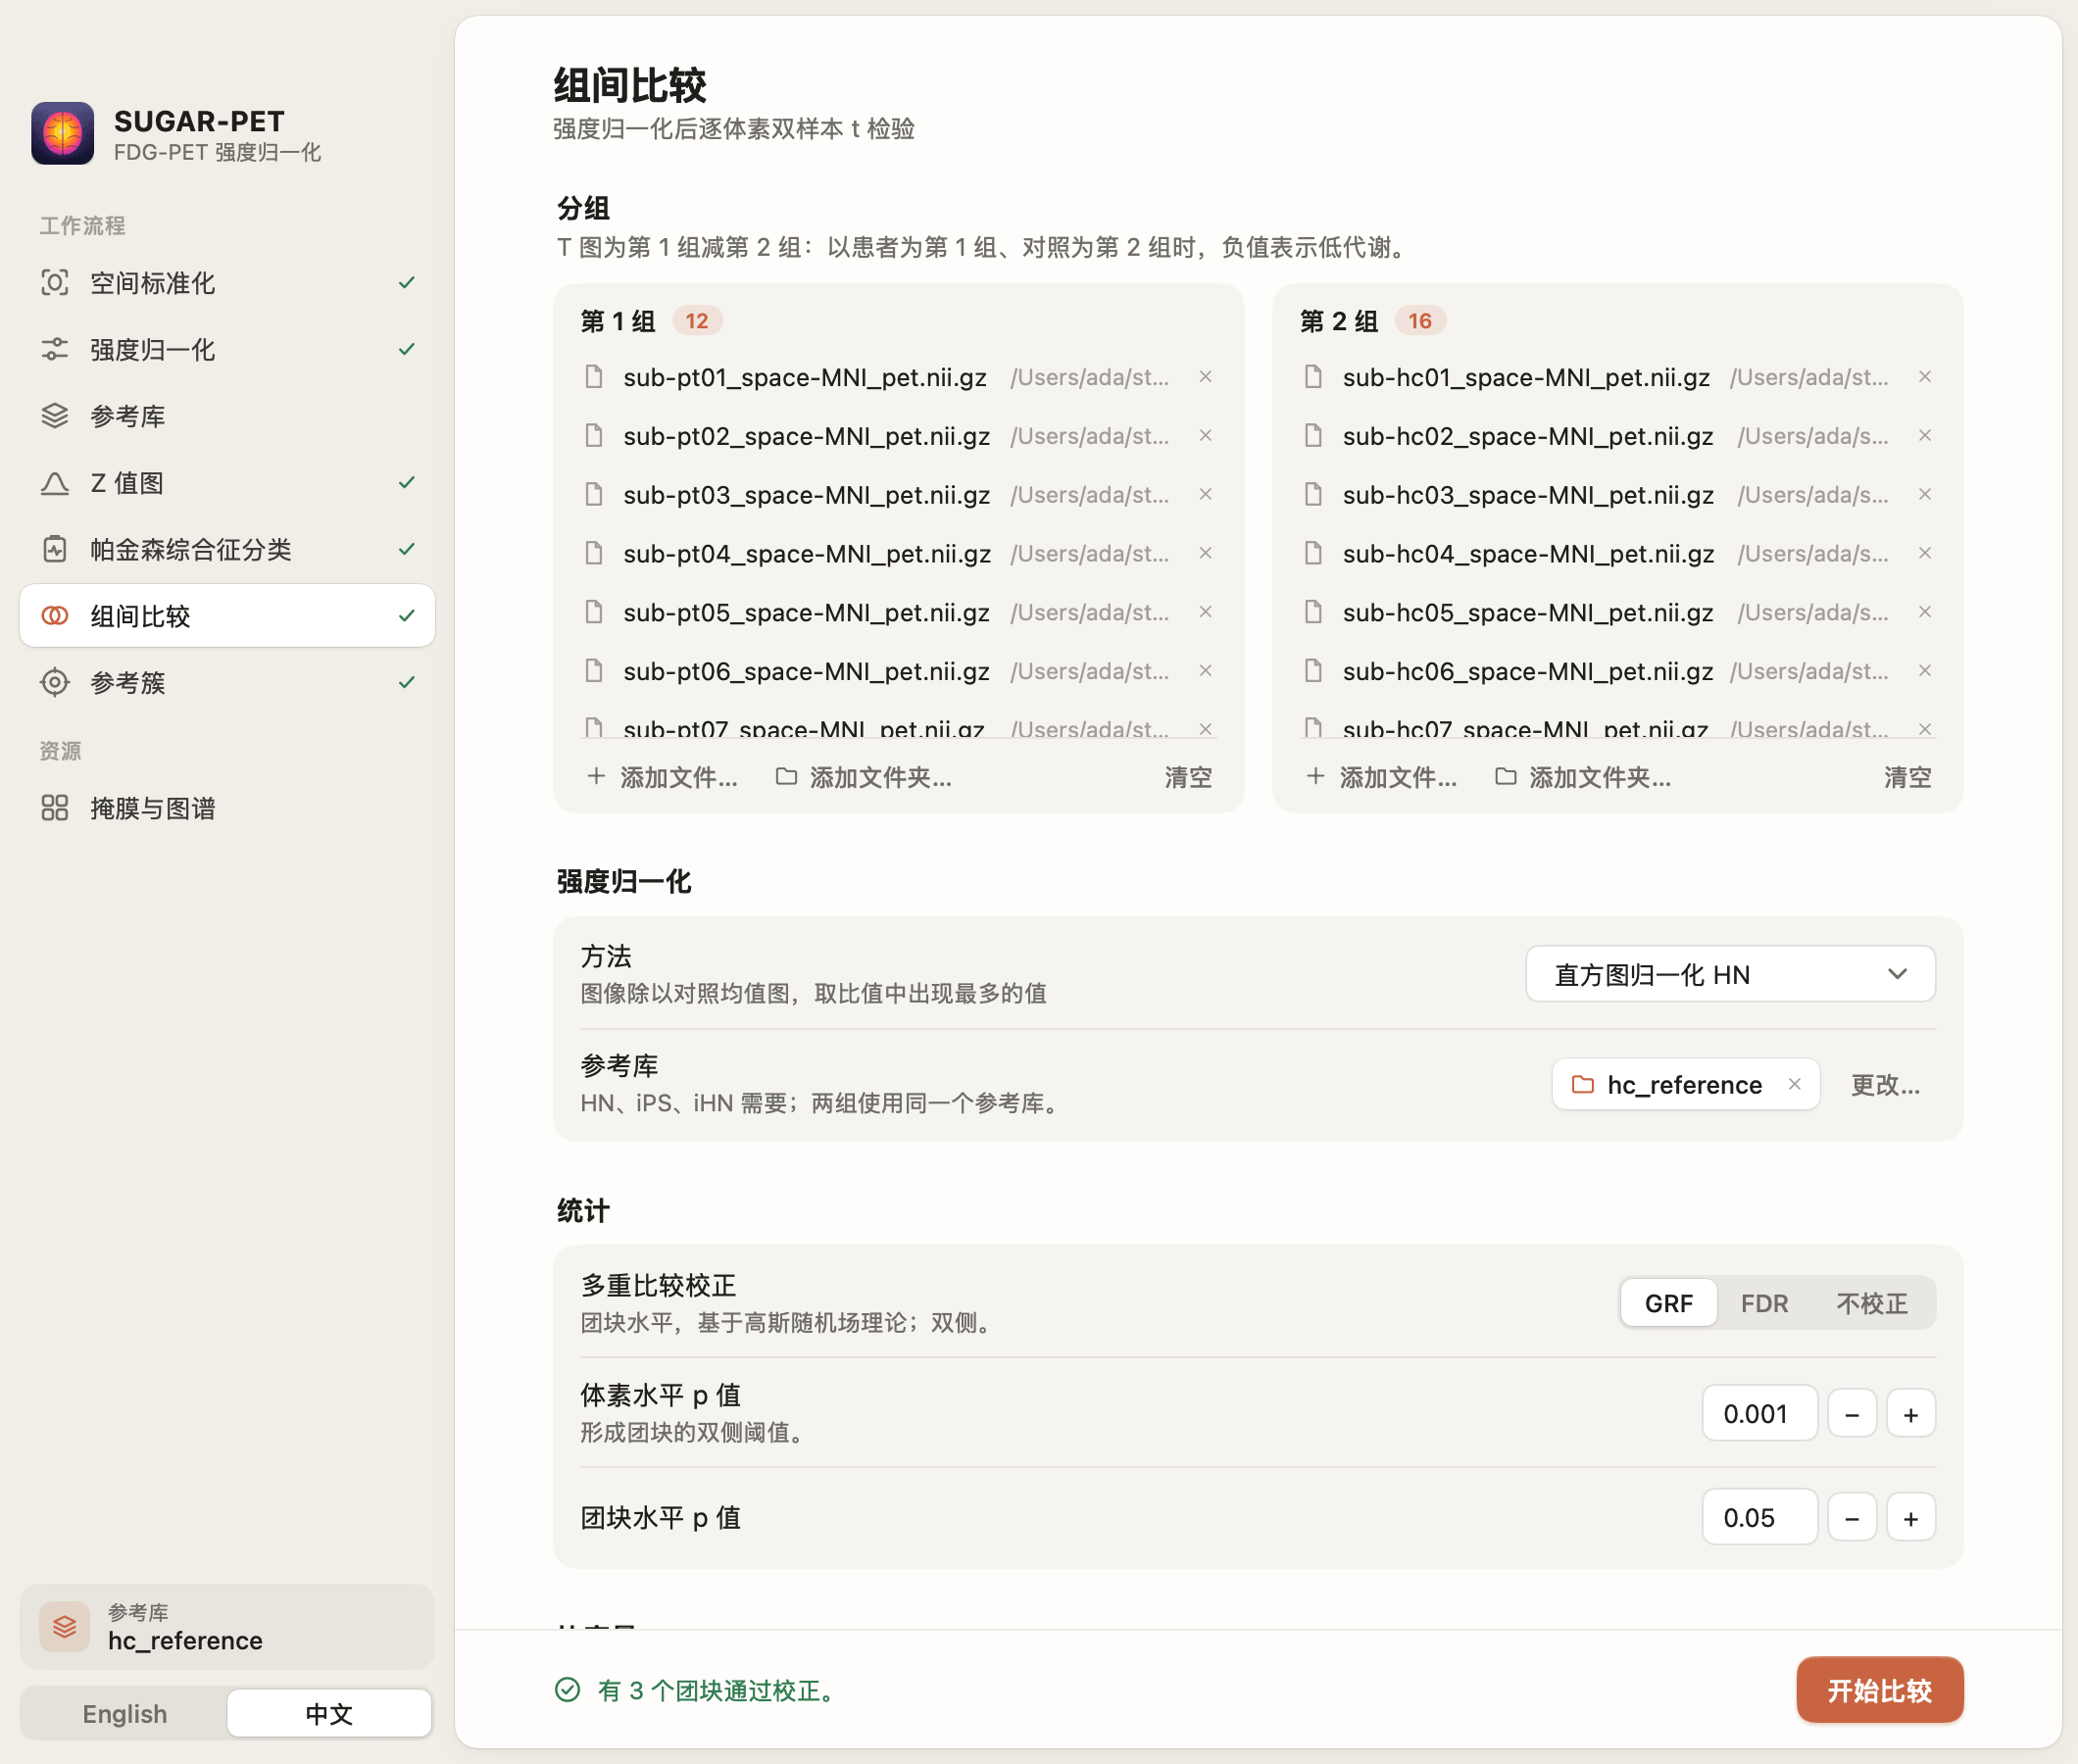 SUGAR-PET
FDG-PET 强度归一化
工作流程
空间标准化
强度归一化
参考库
Z 值图
帕金森综合征分类
组间比较
参考簇
资源
掩膜与图谱
参考库
hc_reference
English
中文
组间比较
强度归一化后逐体素双样本 t 检验
分组
T 图为第 1 组减第 2 组：以患者为第 1 组、对照为第 2 组时，负值表示低代谢。
第 1 组 12
sub-pt01_space-MNI_pet.nii.gz /Users/ada/st...
sub-pt02_space-MNI_pet.nii.gz /Users/ada/st...
sub-pt03_space-MNI_pet.nii.gz /Users/ada/st...
sub-pt04_space-MNI_pet.nii.gz /Users/ada/st...
sub-pt05_space-MNI_pet.nii.gz /Users/ada/st...
sub-pt06_space-MNI_pet.nii.gz /Users/ada/st...
sub-pt07_space-MNI_pet.nii.gz /Users/ada/st...
添加文件... 添加文件夹... 清空
第 2 组 16
sub-hc01_space-MNI_pet.nii.gz /Users/ada/st...
sub-hc02_space-MNI_pet.nii.gz /Users/ada/s...
sub-hc03_space-MNI_pet.nii.gz /Users/ada/s...
sub-hc04_space-MNI_pet.nii.gz /Users/ada/s...
sub-hc05_space-MNI_pet.nii.gz /Users/ada/s...
sub-hc06_space-MNI_pet.nii.gz /Users/ada/st...
sub-hc07_space-MNI_pet.nii.gz /Users/ada/st...
添加文件... 添加文件夹... 清空
强度归一化
方法
图像除以对照均值图，取比值中出现最多的值
直方图归一化 HN
参考库
HN、iPS、iHN 需要；两组使用同一个参考库。
hc_reference
更改...
统计
多重比较校正
团块水平，基于高斯随机场理论；双侧。
GRF FDR 不校正
体素水平 p 值
形成团块的双侧阈值。
0.001 − +
团块水平 p 值
0.05 − +
有 3 个团块通过校正。
开始比较